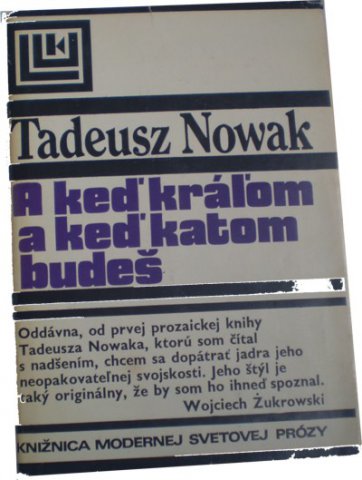 Tadeusz Nowak
A keď kráľom
a keď katom
budeš
Oddávna, od prvej prozaickej knihy
Tadeusza Nowaka, ktorú som čítal
s nadšením, chcem sa dopátrať jadra jeho
neopakovateľnej svojskosti. Jeho štýl je
taký originálny, že by som ho ihneď spoznal.
Wojciech Żukrowski
KNIŽNICA MODERNEJ SVETOVEJ PRÓZY